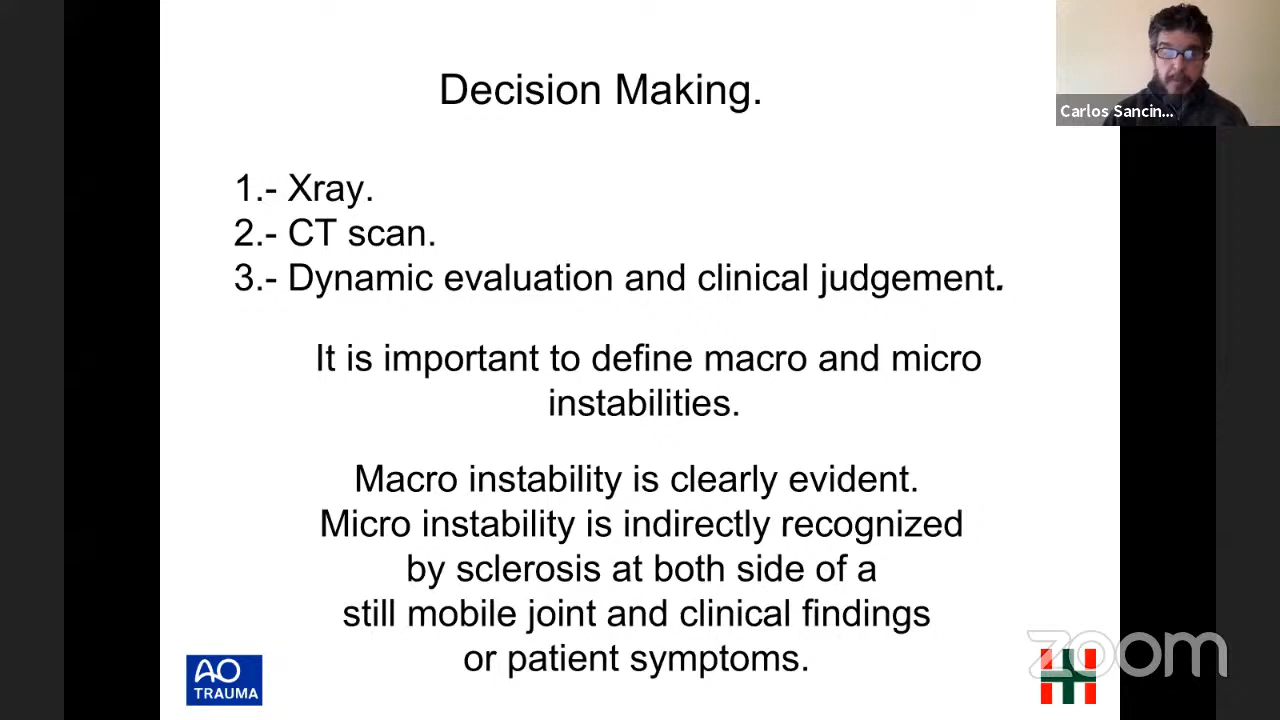 Decision Making.
Carlos Sancin...
1.- Xray.
2.- CT scan.
3.- Dynamic evaluation and clinical judgement.
It is important to define macro and micro
instabilities.
Macro instability is clearly evident.
Micro instability is indirectly recognized
by sclerosis at both side of a
still mobile joint and clinical findings
or patient symptoms.
AO
TRAUMA
zoom